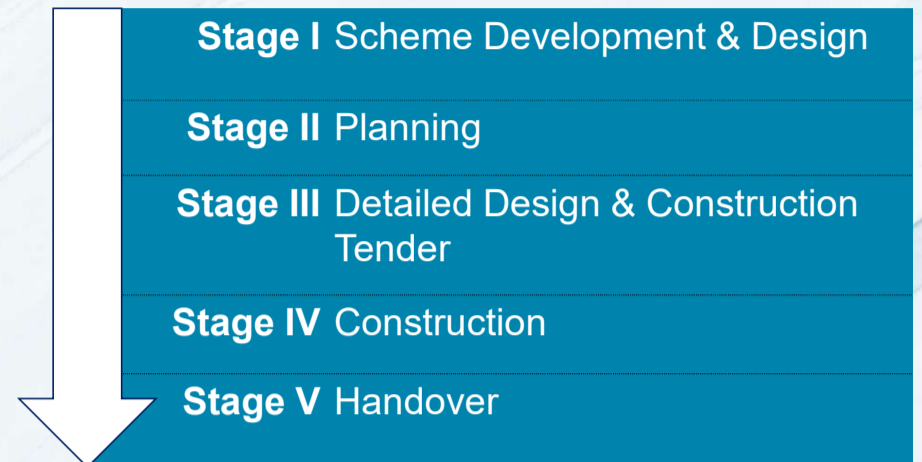 Stage I Scheme Development & Design
Stage II Planning
Stage III Detailed Design & Construction
Tender
Stage IV Construction
Stage V Handover